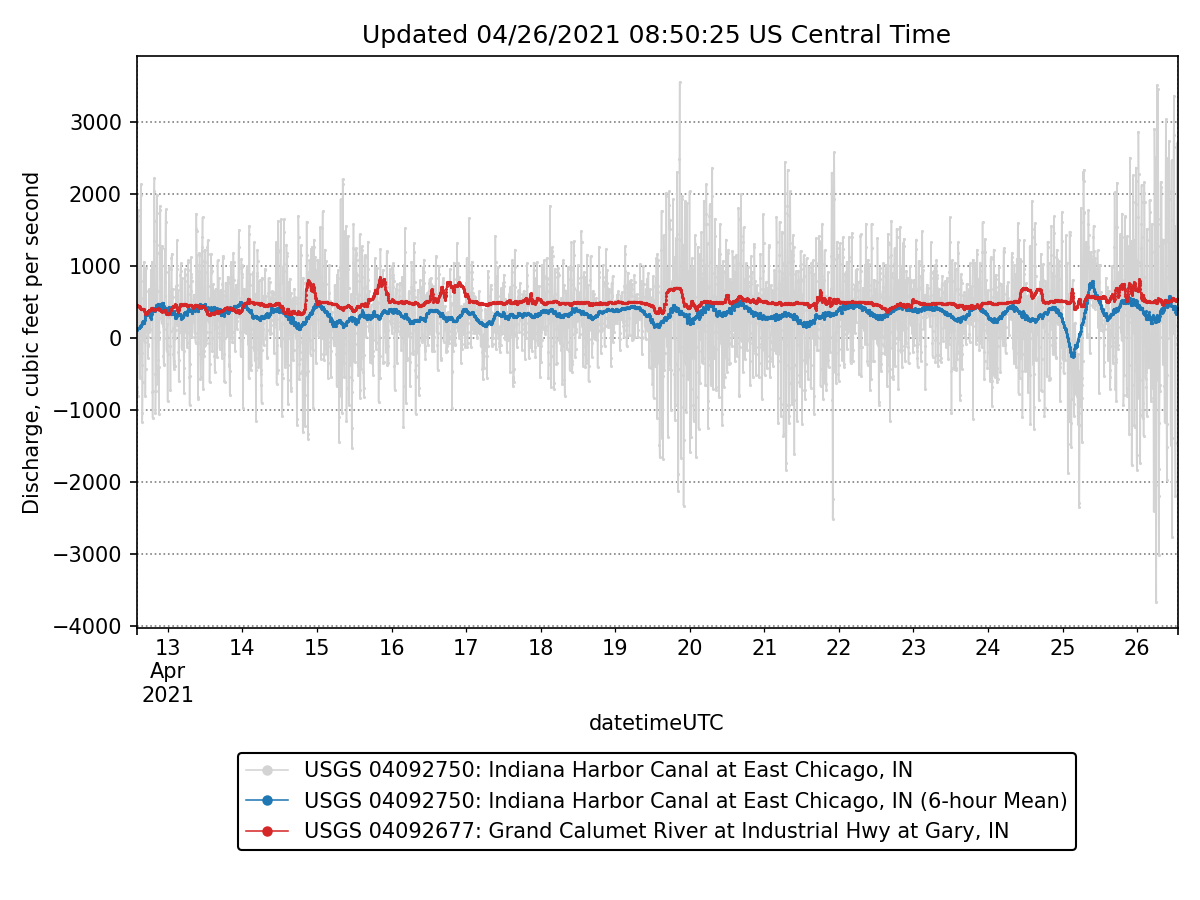 Updated 04/26/2021 08:50:25 US Central Time
Discharge, cubic feet per second
3000
2000
1000
0
−1000
−2000
−3000
−4000
13 14 15 16 17 18 19 20 21 22 23 24 25 26
Apr
2021
datetimeUTC
USGS 04092750: Indiana Harbor Canal at East Chicago, IN
USGS 04092750: Indiana Harbor Canal at East Chicago, IN (6-hour Mean)
USGS 04092677: Grand Calumet River at Industrial Hwy at Gary, IN